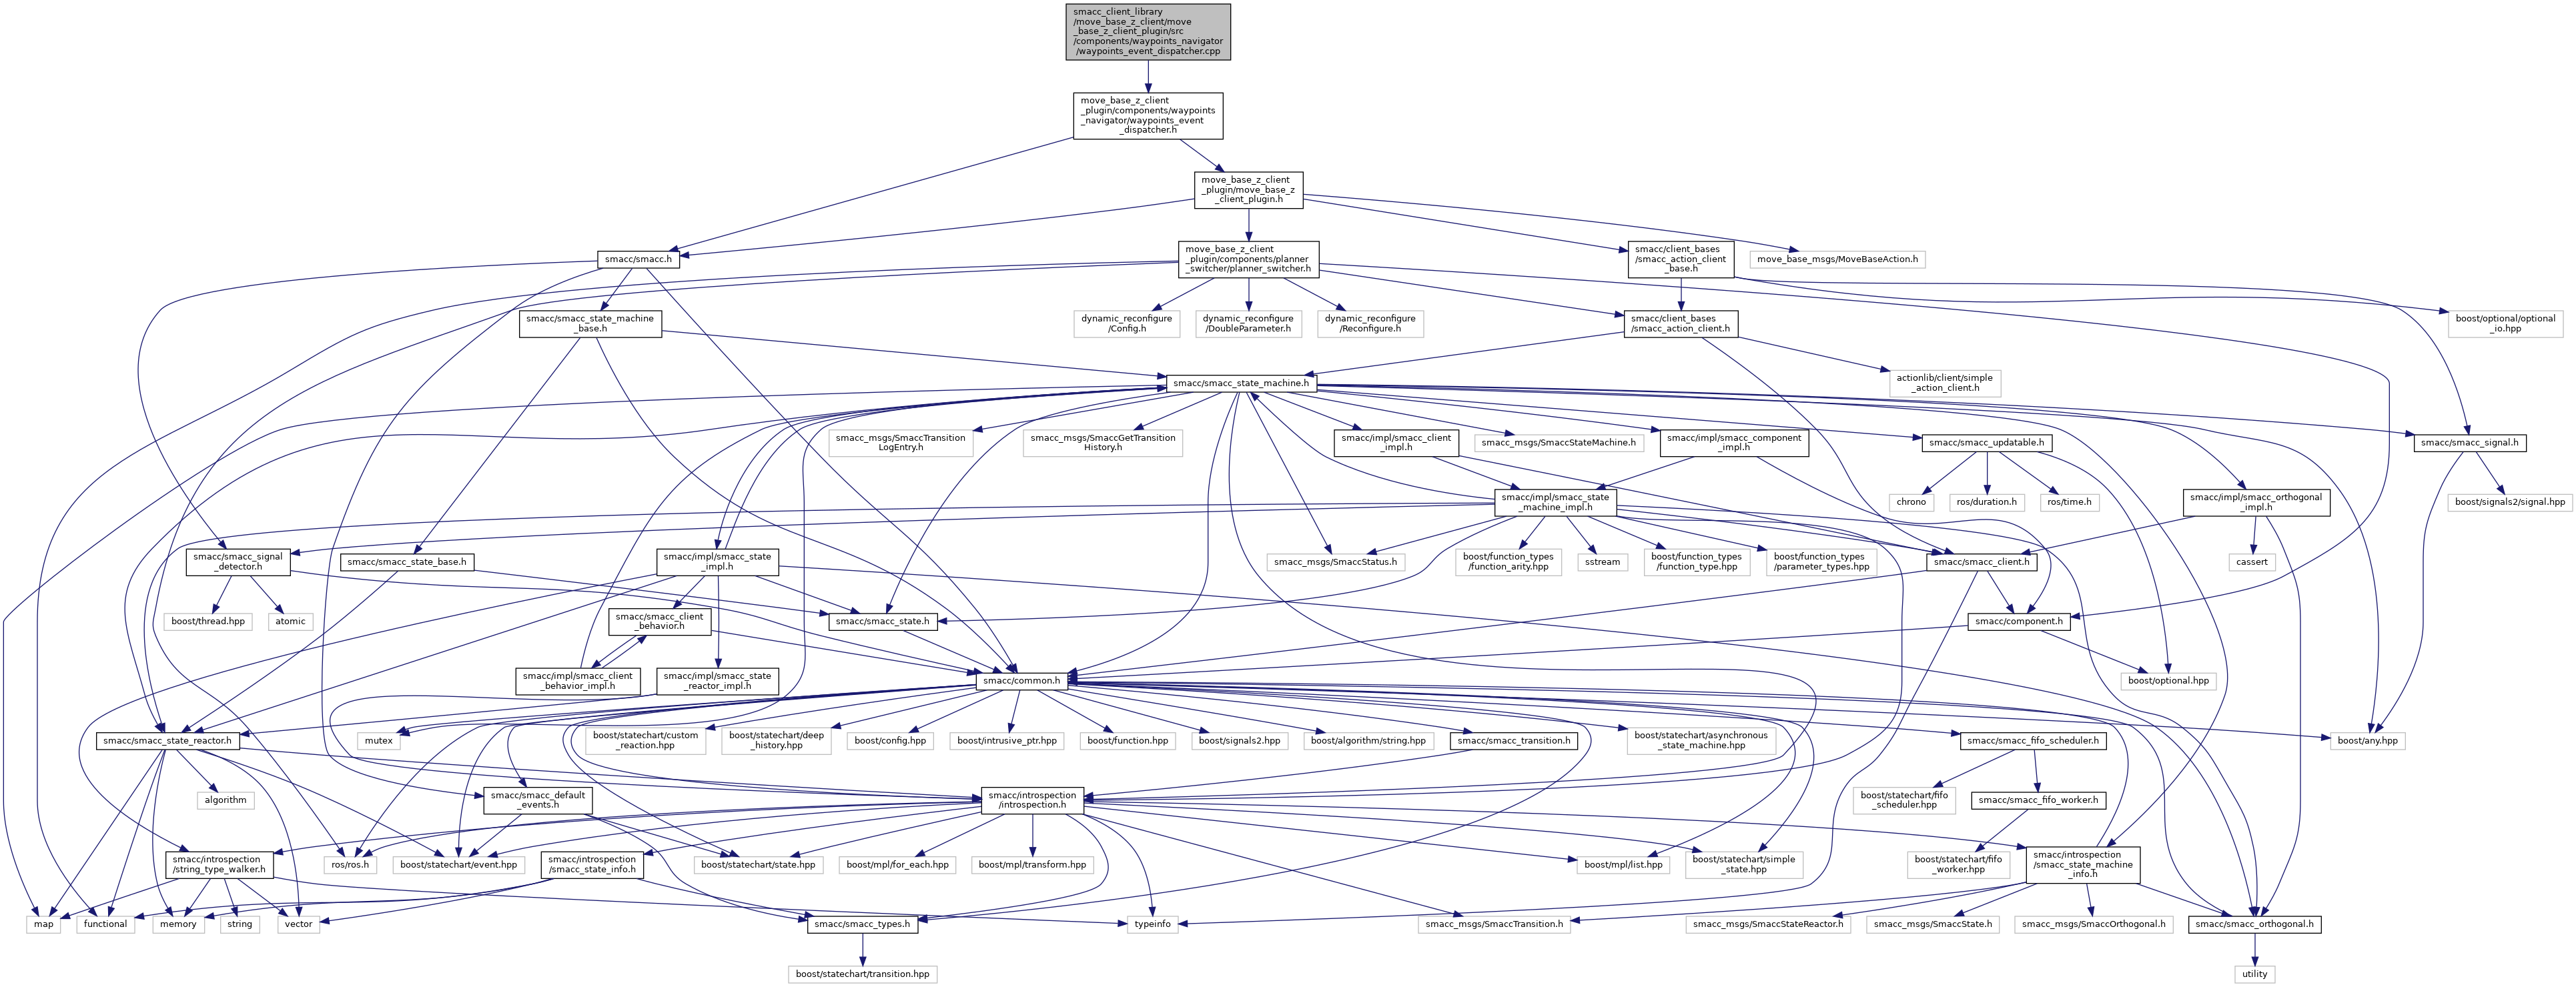 smacc_client_library
/move_base_z_client/move
_base_z_client_plugin/src
/components/waypoints_navigator
/waypoints_event_dispatcher.cpp
move_base_z_client
_plugin/components/waypoints
_navigator/waypoints_event
_dispatcher.h
move_base_z_client
_plugin/move_base_z
_client_plugin.h
smacc/smacc.h
move_base_z_client
_plugin/components/planner
_switcher/planner_switcher.h
smacc/client_bases
/smacc_action_client
_base.h
move_base_msgs/MoveBaseAction.h
smacc/smacc_state_machine
_base.h
dynamic_reconfigure
/Config.h
dynamic_reconfigure
/DoubleParameter.h
dynamic_reconfigure
/Reconfigure.h
smacc/client_bases
/smacc_action_client.h
boost/optional/optional
_io.hpp
smacc/smacc_state_machine.h
actionlib/client/simple
_action_client.h
smacc_msgs/SmaccTransition
LogEntry.h
smacc_msgs/SmaccGetTransition
History.h
smacc/impl/smacc_client
_impl.h
smacc_msgs/SmaccStateMachine.h
smacc/impl/smacc_component
_impl.h
smacc/smacc_updatable.h
smacc/smacc_signal.h
smacc/impl/smacc_state
_machine_impl.h
chrono
ros/duration.h
ros/time.h
smacc/impl/smacc_orthogonal
_impl.h
boost/signals2/signal.hpp
smacc/smacc_signal
_detector.h
smacc/smacc_state_base.h
smacc/impl/smacc_state
_impl.h
smacc_msgs/SmaccStatus.h
boost/function_types
/function_arity.hpp
sstream
boost/function_types
/function_type.hpp
boost/function_types
/parameter_types.hpp
smacc/smacc_client.h
cassert
boost/thread.hpp
atomic
smacc/smacc_client
_behavior.h
smacc/smacc_state.h
smacc/component.h
smacc/impl/smacc_client
_behavior_impl.h
smacc/impl/smacc_state
_reactor_impl.h
smacc/common.h
boost/optional.hpp
smacc/smacc_state_reactor.h
mutex
boost/statechart/custom
_reaction.hpp
boost/statechart/deep
_history.hpp
boost/config.hpp
boost/intrusive_ptr.hpp
boost/function.hpp
boost/signals2.hpp
boost/algorithm/string.hpp
smacc/smacc_transition.h
boost/statechart/asynchronous
_state_machine.hpp
smacc/smacc_fifo_scheduler.h
boost/any.hpp
algorithm
smacc/smacc_default
_events.h
smacc/introspection
/introspection.h
boost/statechart/fifo
_scheduler.hpp
smacc/smacc_fifo_worker.h
smacc/introspection
/string_type_walker.h
ros/ros.h
boost/statechart/event.hpp
smacc/introspection
/smacc_state_info.h
boost/statechart/state.hpp
boost/mpl/for_each.hpp
boost/mpl/transform.hpp
boost/mpl/list.hpp
boost/statechart/simple
_state.hpp
boost/statechart/fifo
_worker.hpp
smacc/introspection
/smacc_state_machine
_info.h
map
functional
memory
string
vector
smacc/smacc_types.h
typeinfo
smacc_msgs/SmaccTransition.h
smacc_msgs/SmaccStateReactor.h
smacc_msgs/SmaccState.h
smacc_msgs/SmaccOrthogonal.h
smacc/smacc_orthogonal.h
boost/statechart/transition.hpp
utility